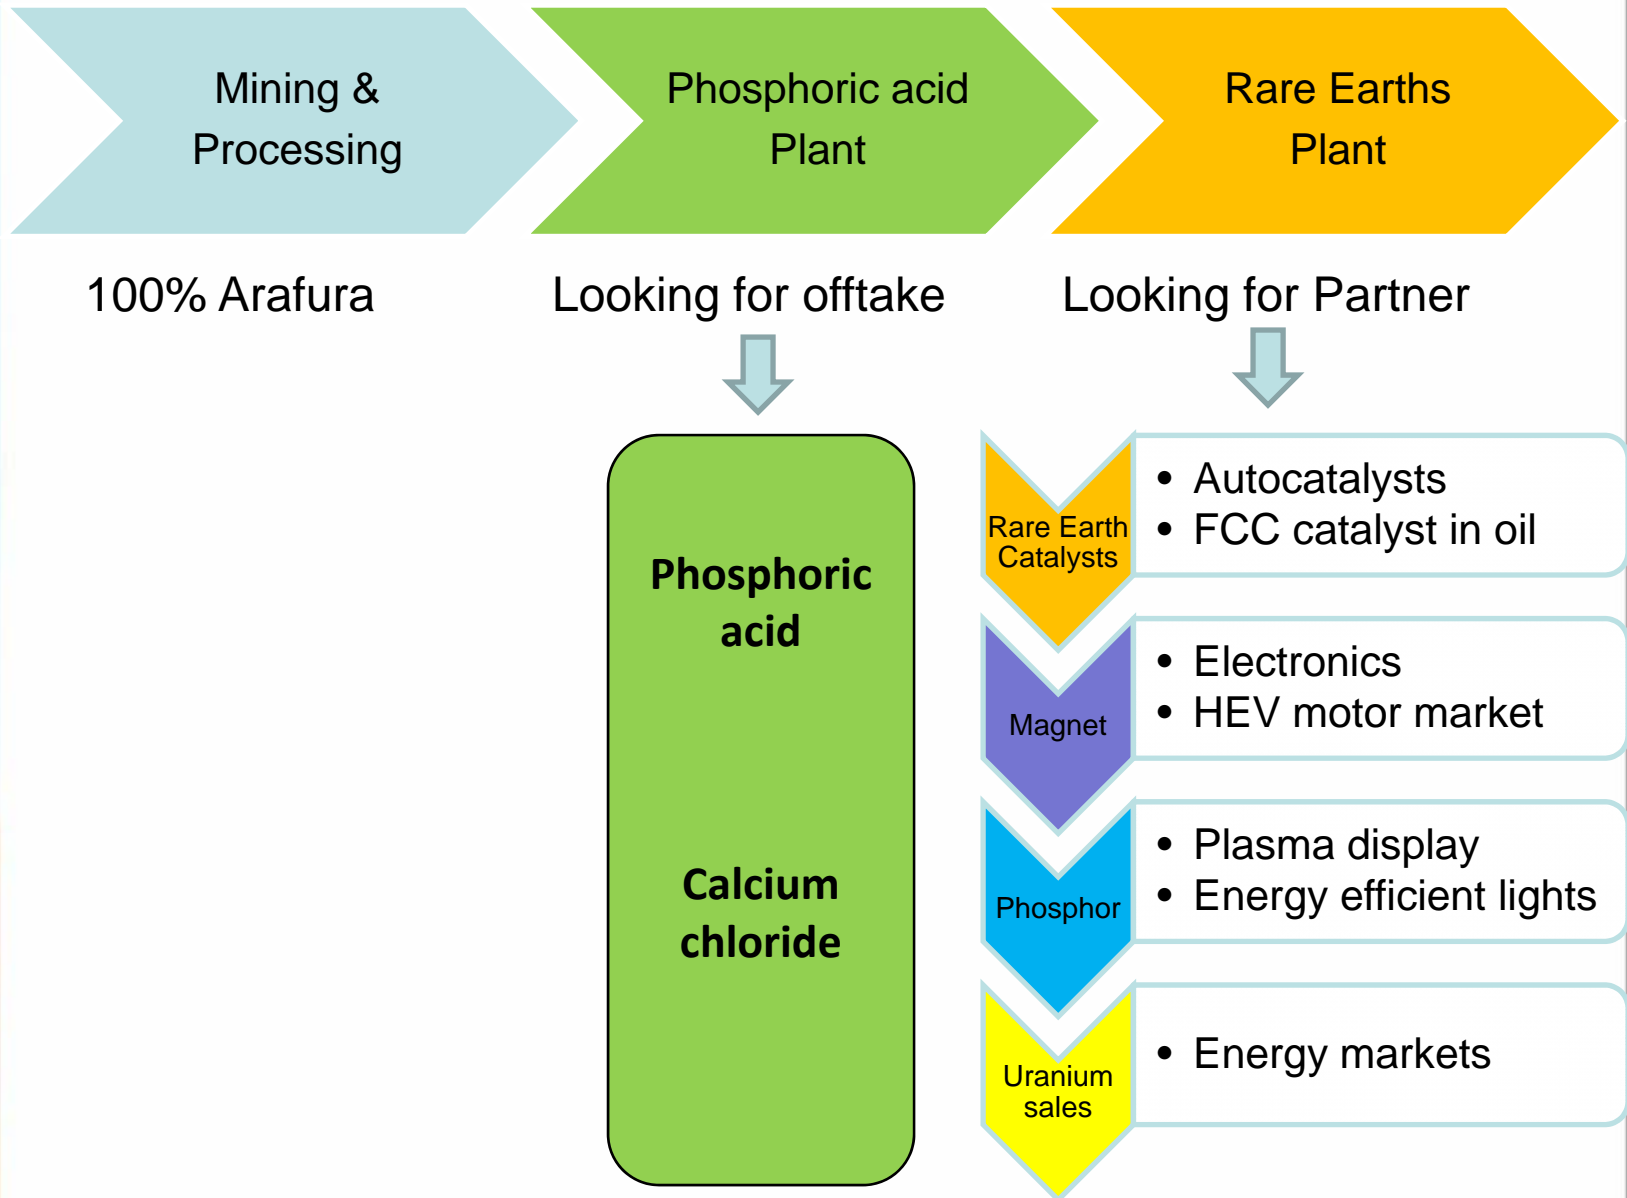 Mining &
Processing
Phosphoric acid
Plant
Rare Earths
Plant
100% Arafura
Looking for offtake
Looking for Partner
Phosphoric
acid
Calcium
chloride
Rare Earth
Catalysts
• Autocatalysts
• FCC catalyst in oil
Magnet
• Electronics
• HEV motor market
Phosphor
• Plasma display
• Energy efficient lights
Uranium
sales
• Energy markets